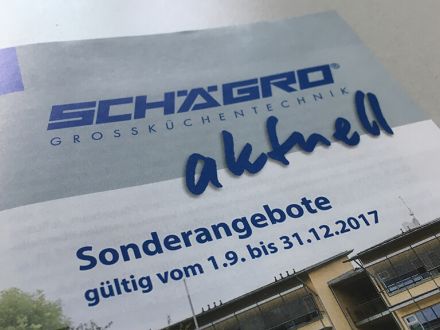 SCHÄGRO®
GROSSKÜCHENTECHNIK
aktuell
Sonderangebote
gültig vom 1.9. bis 31.12.2017